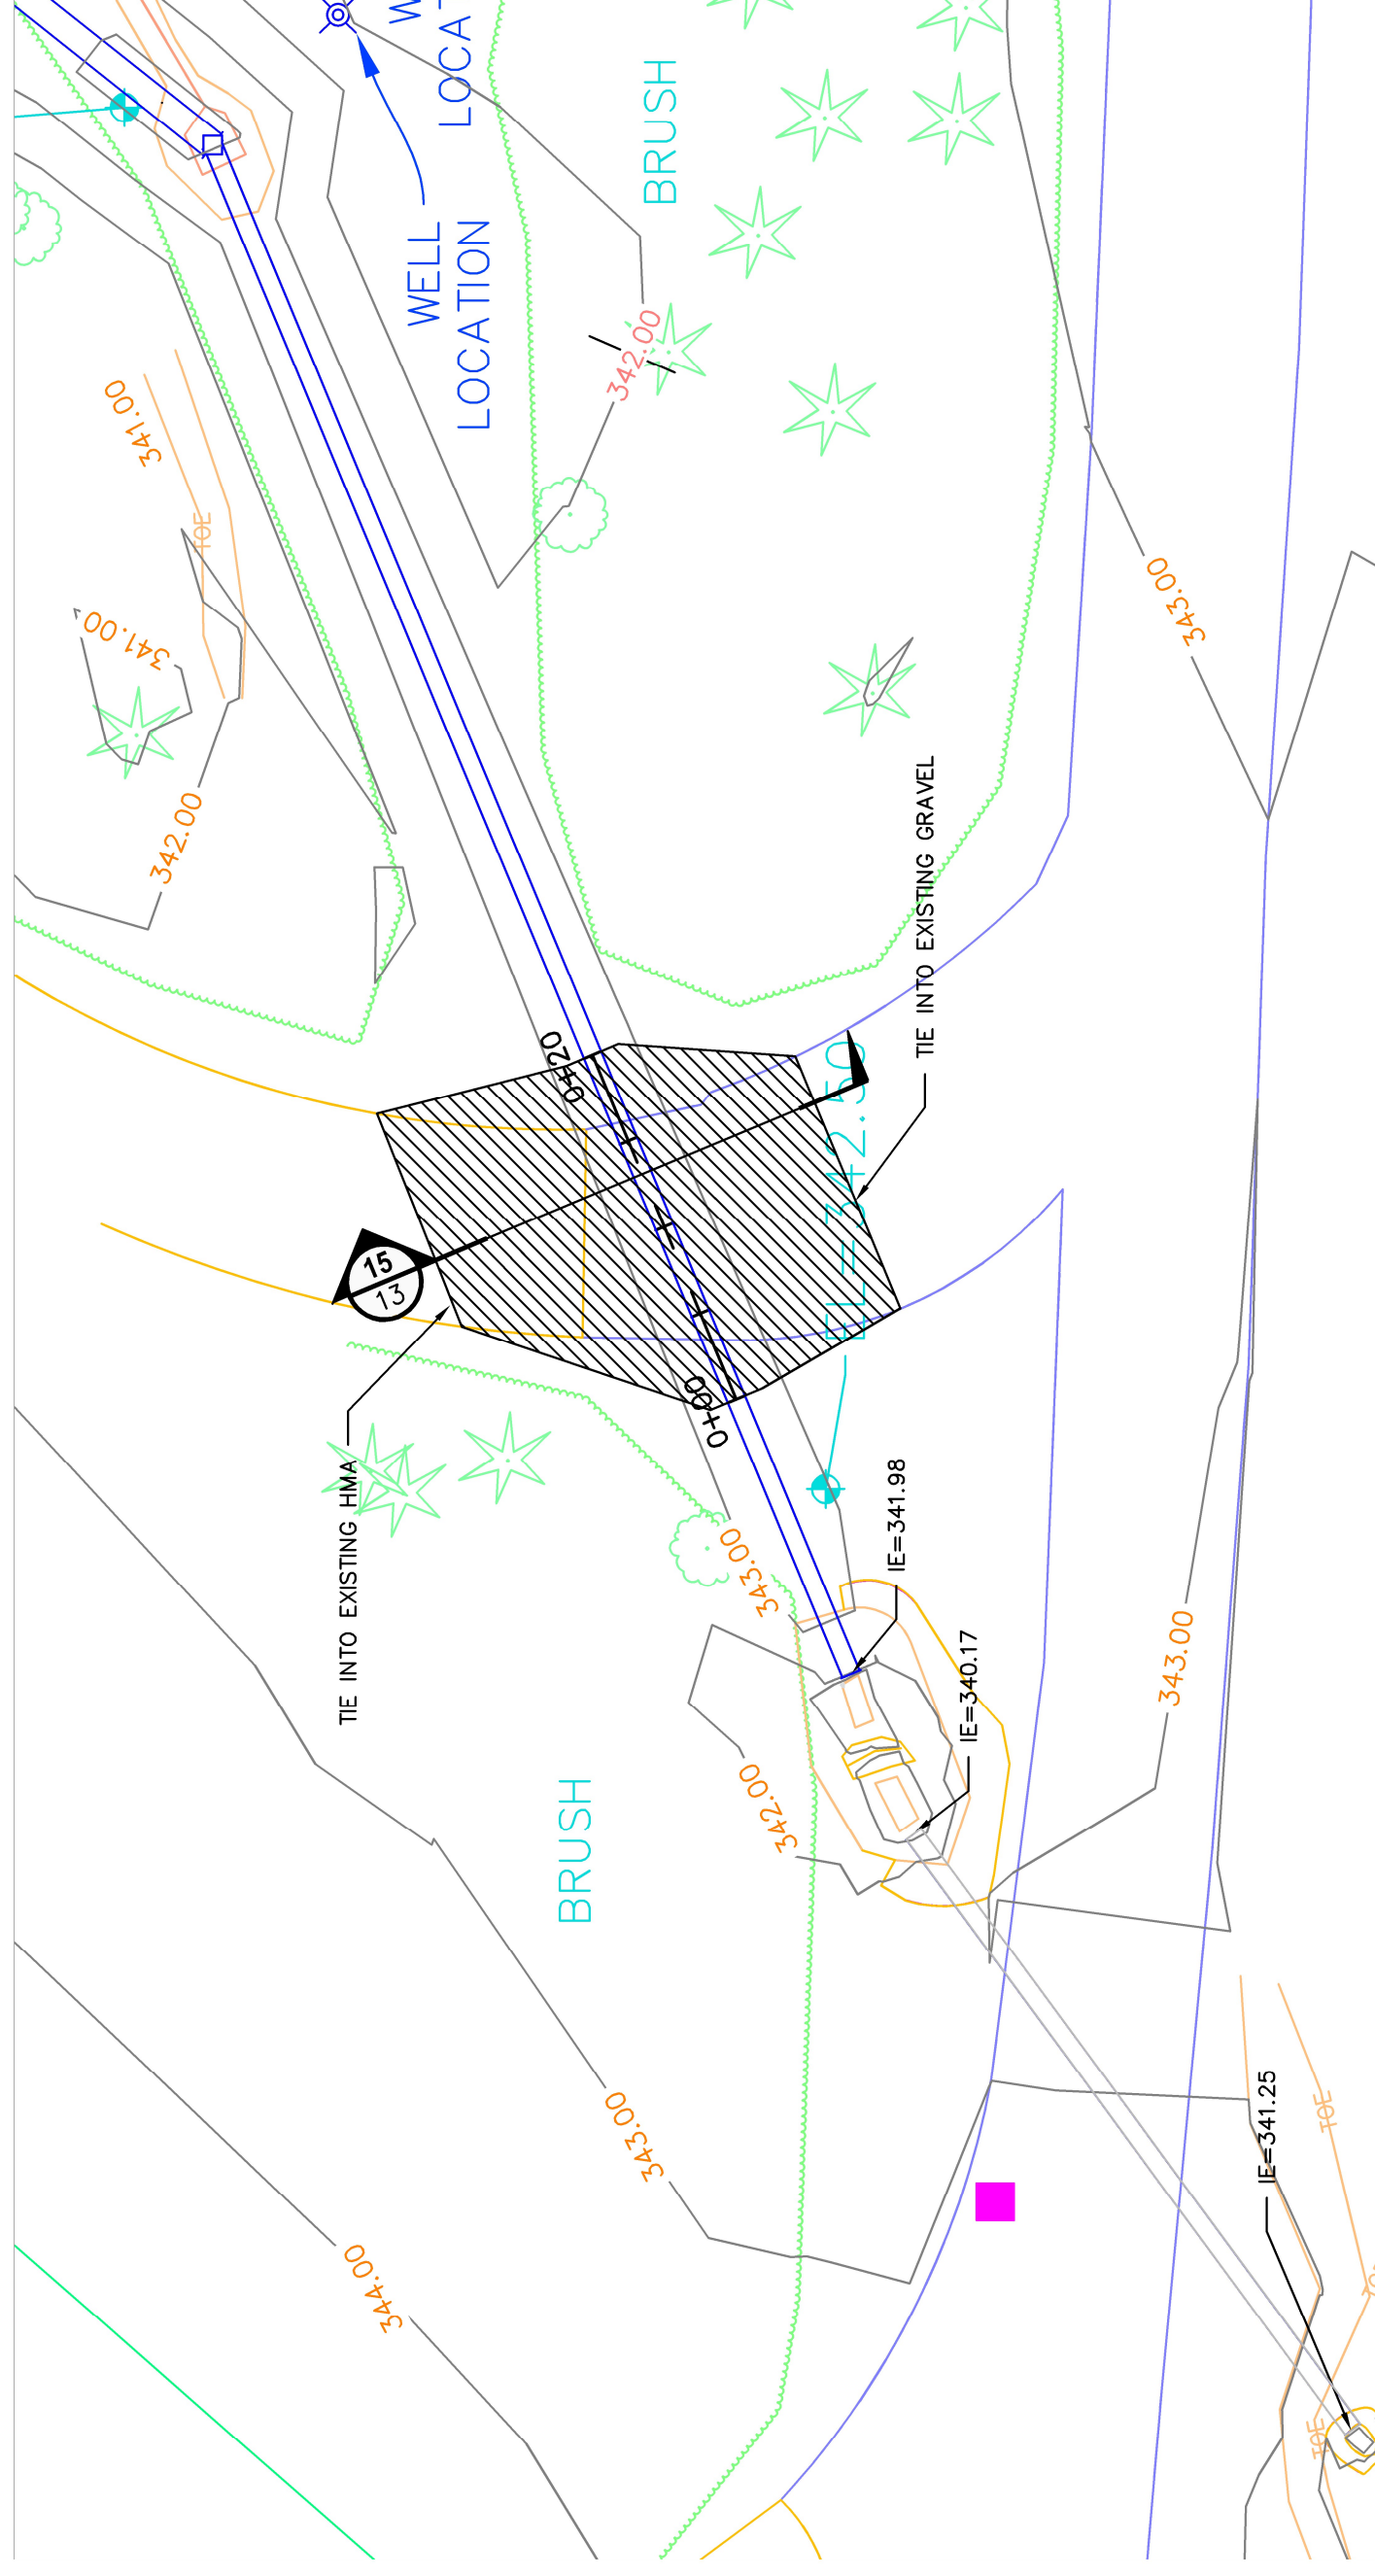 W
LOCAT
BRUSH
WELL
LOCATION
342.00
341.00
TOE
341.00
343.00
342.00
TIE INTO EXISTING GRAVEL
0+20
EL=342.50
15
13
0+00
TIE INTO EXISTING HMA
343.00
IE=341.98
IE=340.17
343.00
342.00
BRUSH
343.00
IE=341.25
TOE
344.00
TOE